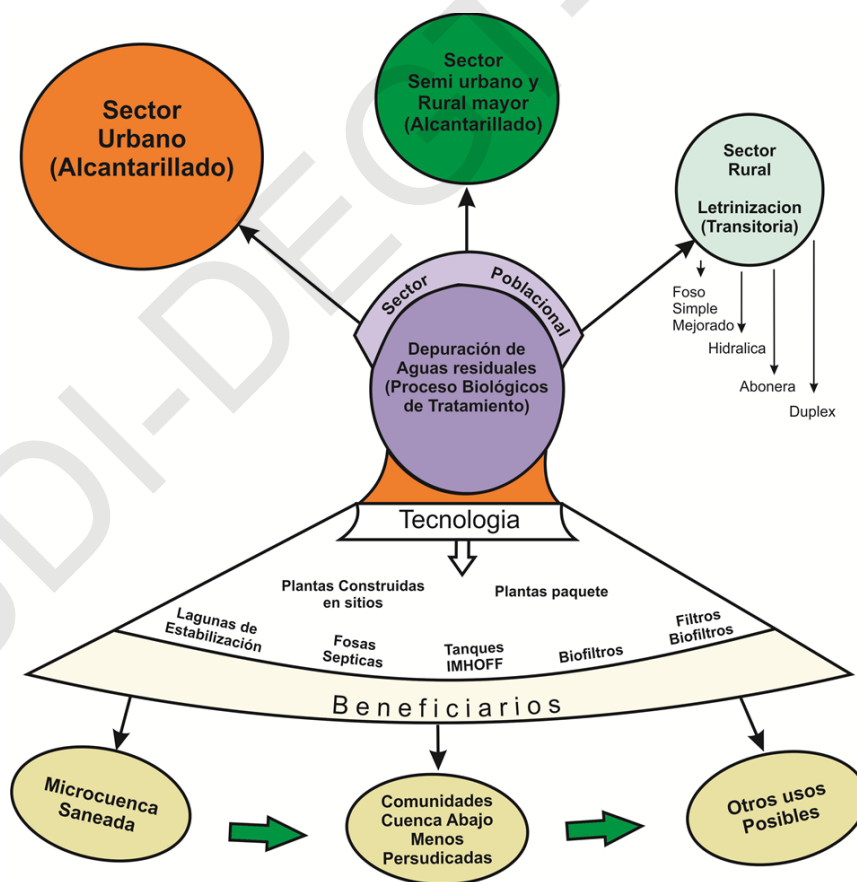 Sector
Urbano
(Alcantarillado)
Sector
Semi urbano y
Rural mayor
(Alcantarillado)
Sector
Rural
Letrinizacion
(Transitoria)
Foso
Simple
Mejorado
Hidralica
Abonera
Duplex
Sector Poblacional
Depuración de
Aguas residuales
(Proceso Biológicos
de Tratamiento)
Tecnologia
Plantas Construidas
en sitios
Plantas paquete
Lagunas de
Estabilización
Fosas
Septicas
Tanques
IMHOFF
Biofiltros
Filtros
Biofiltros
Beneficiarios
Microcuenca
Saneada
Comunidades
Cuenca Abajo
Menos
Persudicadas
Otros usos
Posibles